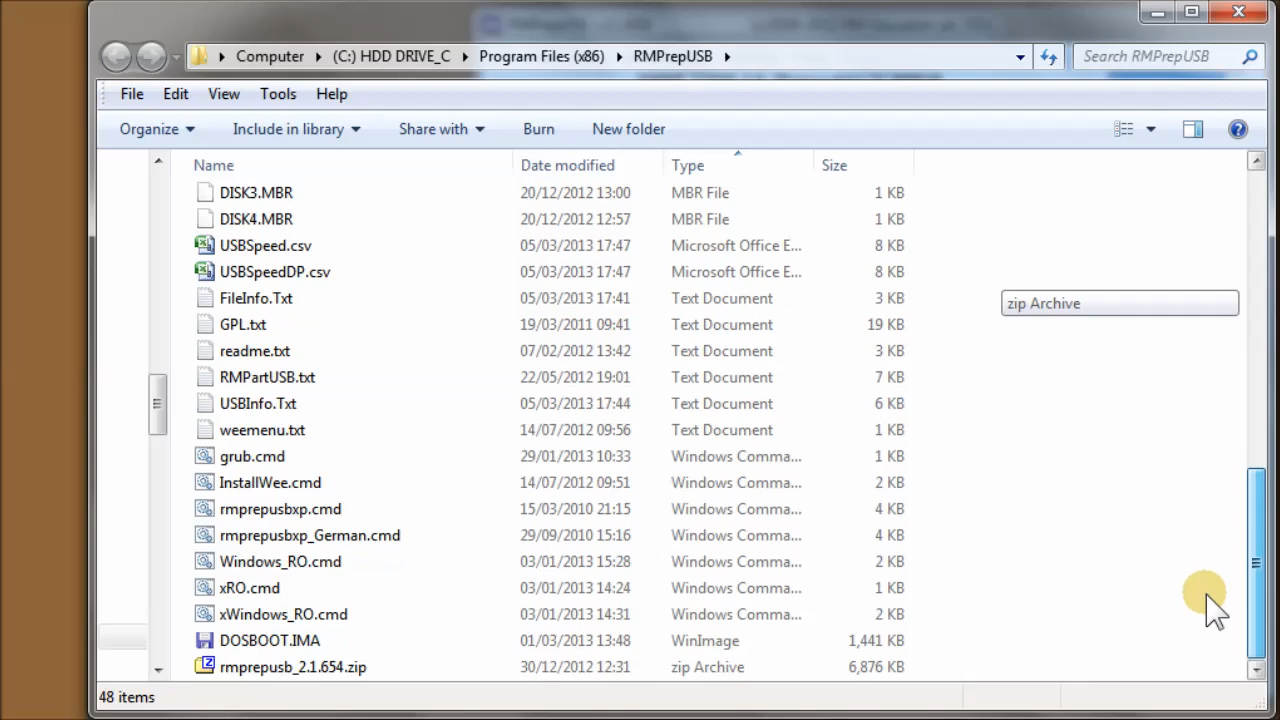 Computer (C:) HDD DRIVE_C Program Files (x86) RMPrepUSB Search RMPrepUSB
File Edit View Tools Help
Organize Include in library Share with Burn New folder
Name Date modified Type Size
DISK3.MBR 20/12/2012 13:00 MBR File 1 KB
DISK4.MBR 20/12/2012 12:57 MBR File 1 KB
USBSpeed.csv 05/03/2013 17:47 Microsoft Office E... 8 KB
USBSpeedDP.csv 05/03/2013 17:47 Microsoft Office E... 8 KB
FileInfo.Txt 05/03/2013 17:41 Text Document 3 KB
zip Archive
GPL.txt 19/03/2011 09:41 Text Document 19 KB
readme.txt 07/02/2012 13:42 Text Document 3 KB
RMPartUSB.txt 22/05/2012 19:01 Text Document 7 KB
USBInfo.Txt 05/03/2013 17:44 Text Document 6 KB
weemenu.txt 14/07/2012 09:56 Text Document 1 KB
grub.cmd 29/01/2013 10:33 Windows Comma... 1 KB
InstallWee.cmd 14/07/2012 09:51 Windows Comma... 2 KB
rmprepusbxp.cmd 15/03/2010 21:15 Windows Comma... 4 KB
rmprepusbxp_German.cmd 29/09/2010 15:16 Windows Comma... 4 KB
Windows_RO.cmd 03/01/2013 15:28 Windows Comma... 2 KB
xRO.cmd 03/01/2013 14:24 Windows Comma... 1 KB
xWindows_RO.cmd 03/01/2013 14:31 Windows Comma... 2 KB
DOSBOOT.IMA 01/03/2013 13:48 WinImage 1,441 KB
rmprepusb_2.1.654.zip 30/12/2012 12:31 zip Archive 6,876 KB
48 items